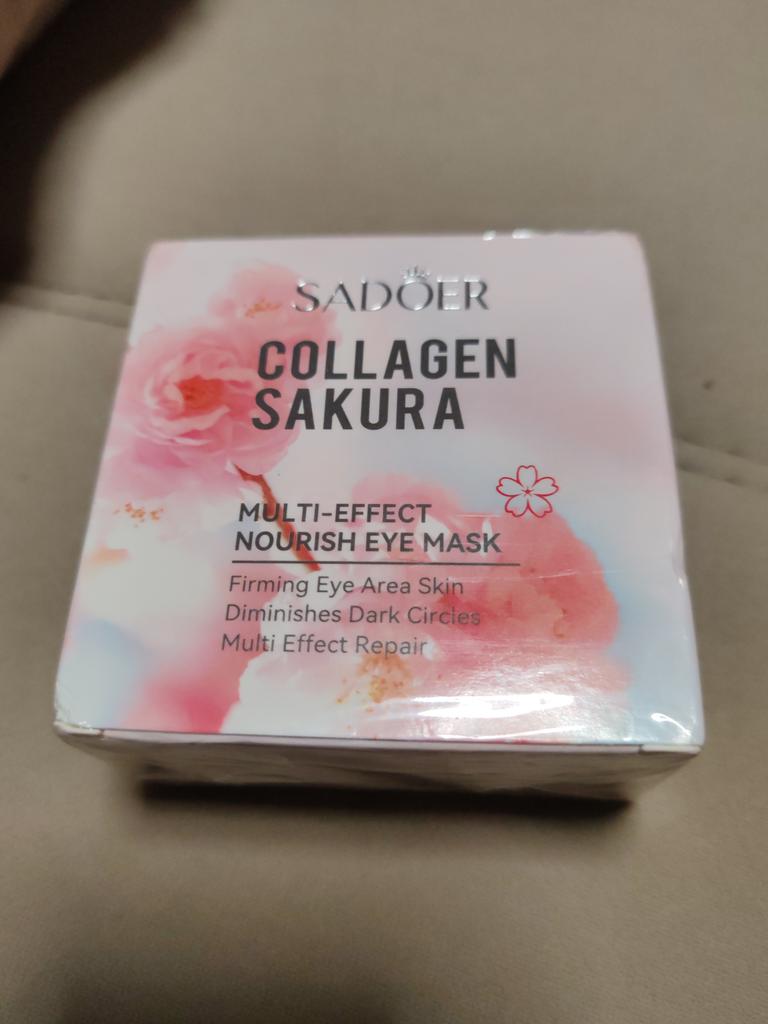 SADOER
COLLAGEN
SAKURA
MULTI-EFFECT
NOURISH EYE MASK
Firming Eye Area Skin
Diminishes Dark Circles
Multi Effect Repair